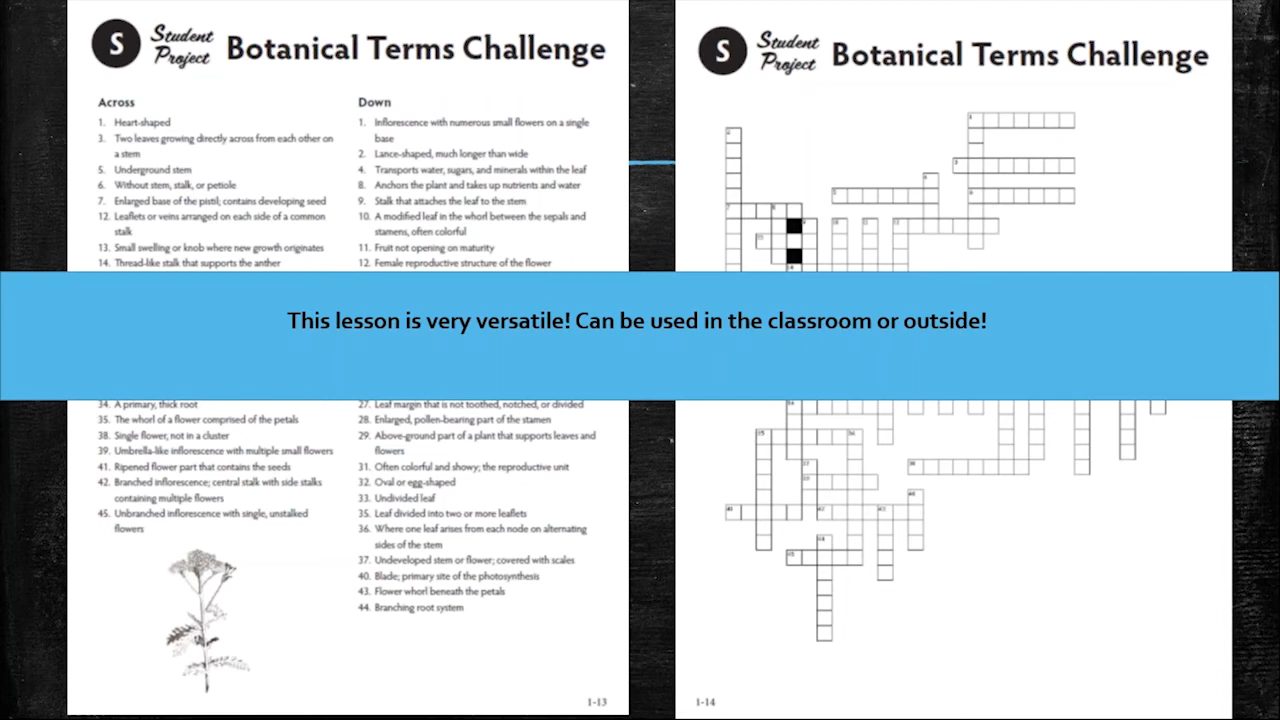 S Student Project Botanical Terms Challenge
Across
1. Heart-shaped
3. Two leaves growing directly across from each other on
a stem
5. Underground stem
6. Without stem, stalk, or petiole
7. Enlarged base of the pistil; contains developing seed
12. Leaflets or veins arranged on each side of a common
stalk
13. Small swelling or knob where new growth originates
14. Thread-like stalk that supports the anther
34. A primary, thick root
35. The whorl of a flower comprised of the petals
38. Single flower, not in a cluster
39. Umbrella-like inflorescence with multiple small flowers
41. Ripened flower part that contains the seeds
42. Branched inflorescence; central stalk with side stalks
containing multiple flowers
45. Unbranched inflorescence with single, unstalked
flowers
Down
1. Inflorescence with numerous small flowers on a single
base
2. Lance-shaped, much longer than wide
4. Transports water, sugars, and minerals within the leaf
8. Anchors the plant and takes up nutrients and water
9. Stalk that attaches the leaf to the stem
10. A modified leaf in the whorl between the sepals and
stamens, often colorful
11. Fruit not opening on maturity
12. Female reproductive structure of the flower
27. Leaf margin that is not toothed, notched, or divided
28. Enlarged, pollen-bearing part of the stamen
29. Above-ground part of a plant that supports leaves and
flowers
31. Often colorful and showy; the reproductive unit
32. Oval or egg-shaped
33. Undivided leaf
35. Leaf divided into two or more leaflets
36. Where one leaf arises from each node on alternating
sides of the stem
37. Undeveloped stem or flower; covered with scales
40. Blade; primary site of the photosynthesis
43. Flower whorl beneath the petals
44. Branching root system
1-13
This lesson is very versatile! Can be used in the classroom or outside!
S Student Project Botanical Terms Challenge
1-14